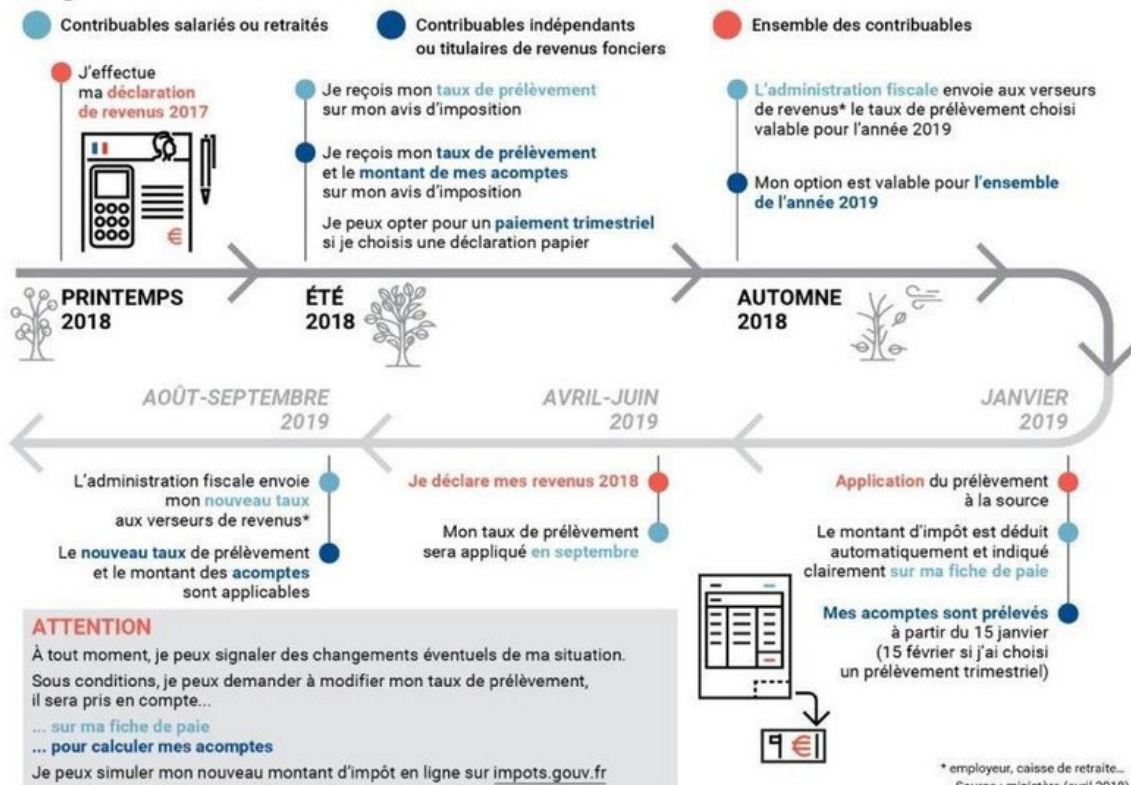 Contribuables salariés ou retraités
Contribuables indépendants
ou titulaires de revenus fonciers
Ensemble des contribuables
J'effectue
ma déclaration
de revenus 2017
€
Je reçois mon taux de prélèvement
sur mon avis d'imposition
Je reçois mon taux de prélèvement
et le montant de mes acomptes
sur mon avis d'imposition
Je peux opter pour un paiement trimestriel
si je choisis une déclaration papier
L'administration fiscale envoie aux verseurs
de revenus* le taux de prélèvement choisi
valable pour l'année 2019
Mon option est valable pour l'ensemble
de l'année 2019
PRINTEMPS
2018
ÉTÉ
2018
AUTOMNE
2018
JANVIER
2019
Application du prélèvement
à la source
Le montant d'impôt est déduit
automatiquement et indiqué
clairement sur ma fiche de paie
Mes acomptes sont prélevés
à partir du 15 janvier
(15 février si j'ai choisi
un prélèvement trimestriel)
€
AVRIL-JUIN
2019
Je déclare mes revenus 2018
Mon taux de prélèvement
sera appliqué en septembre
AOÛT-SEPTEMBRE
2019
L'administration fiscale envoie
mon nouveau taux
aux verseurs de revenus*
Le nouveau taux de prélèvement
et le montant des acomptes
sont applicables
ATTENTION
À tout moment, je peux signaler des changements éventuels de ma situation.
Sous conditions, je peux demander à modifier mon taux de prélèvement,
il sera pris en compte...
... sur ma fiche de paie
... pour calculer mes acomptes
Je peux simuler mon nouveau montant d'impôt en ligne sur impots.gouv.fr
* employeur, caisse de retraite...
Source : ministère (avril 2018)